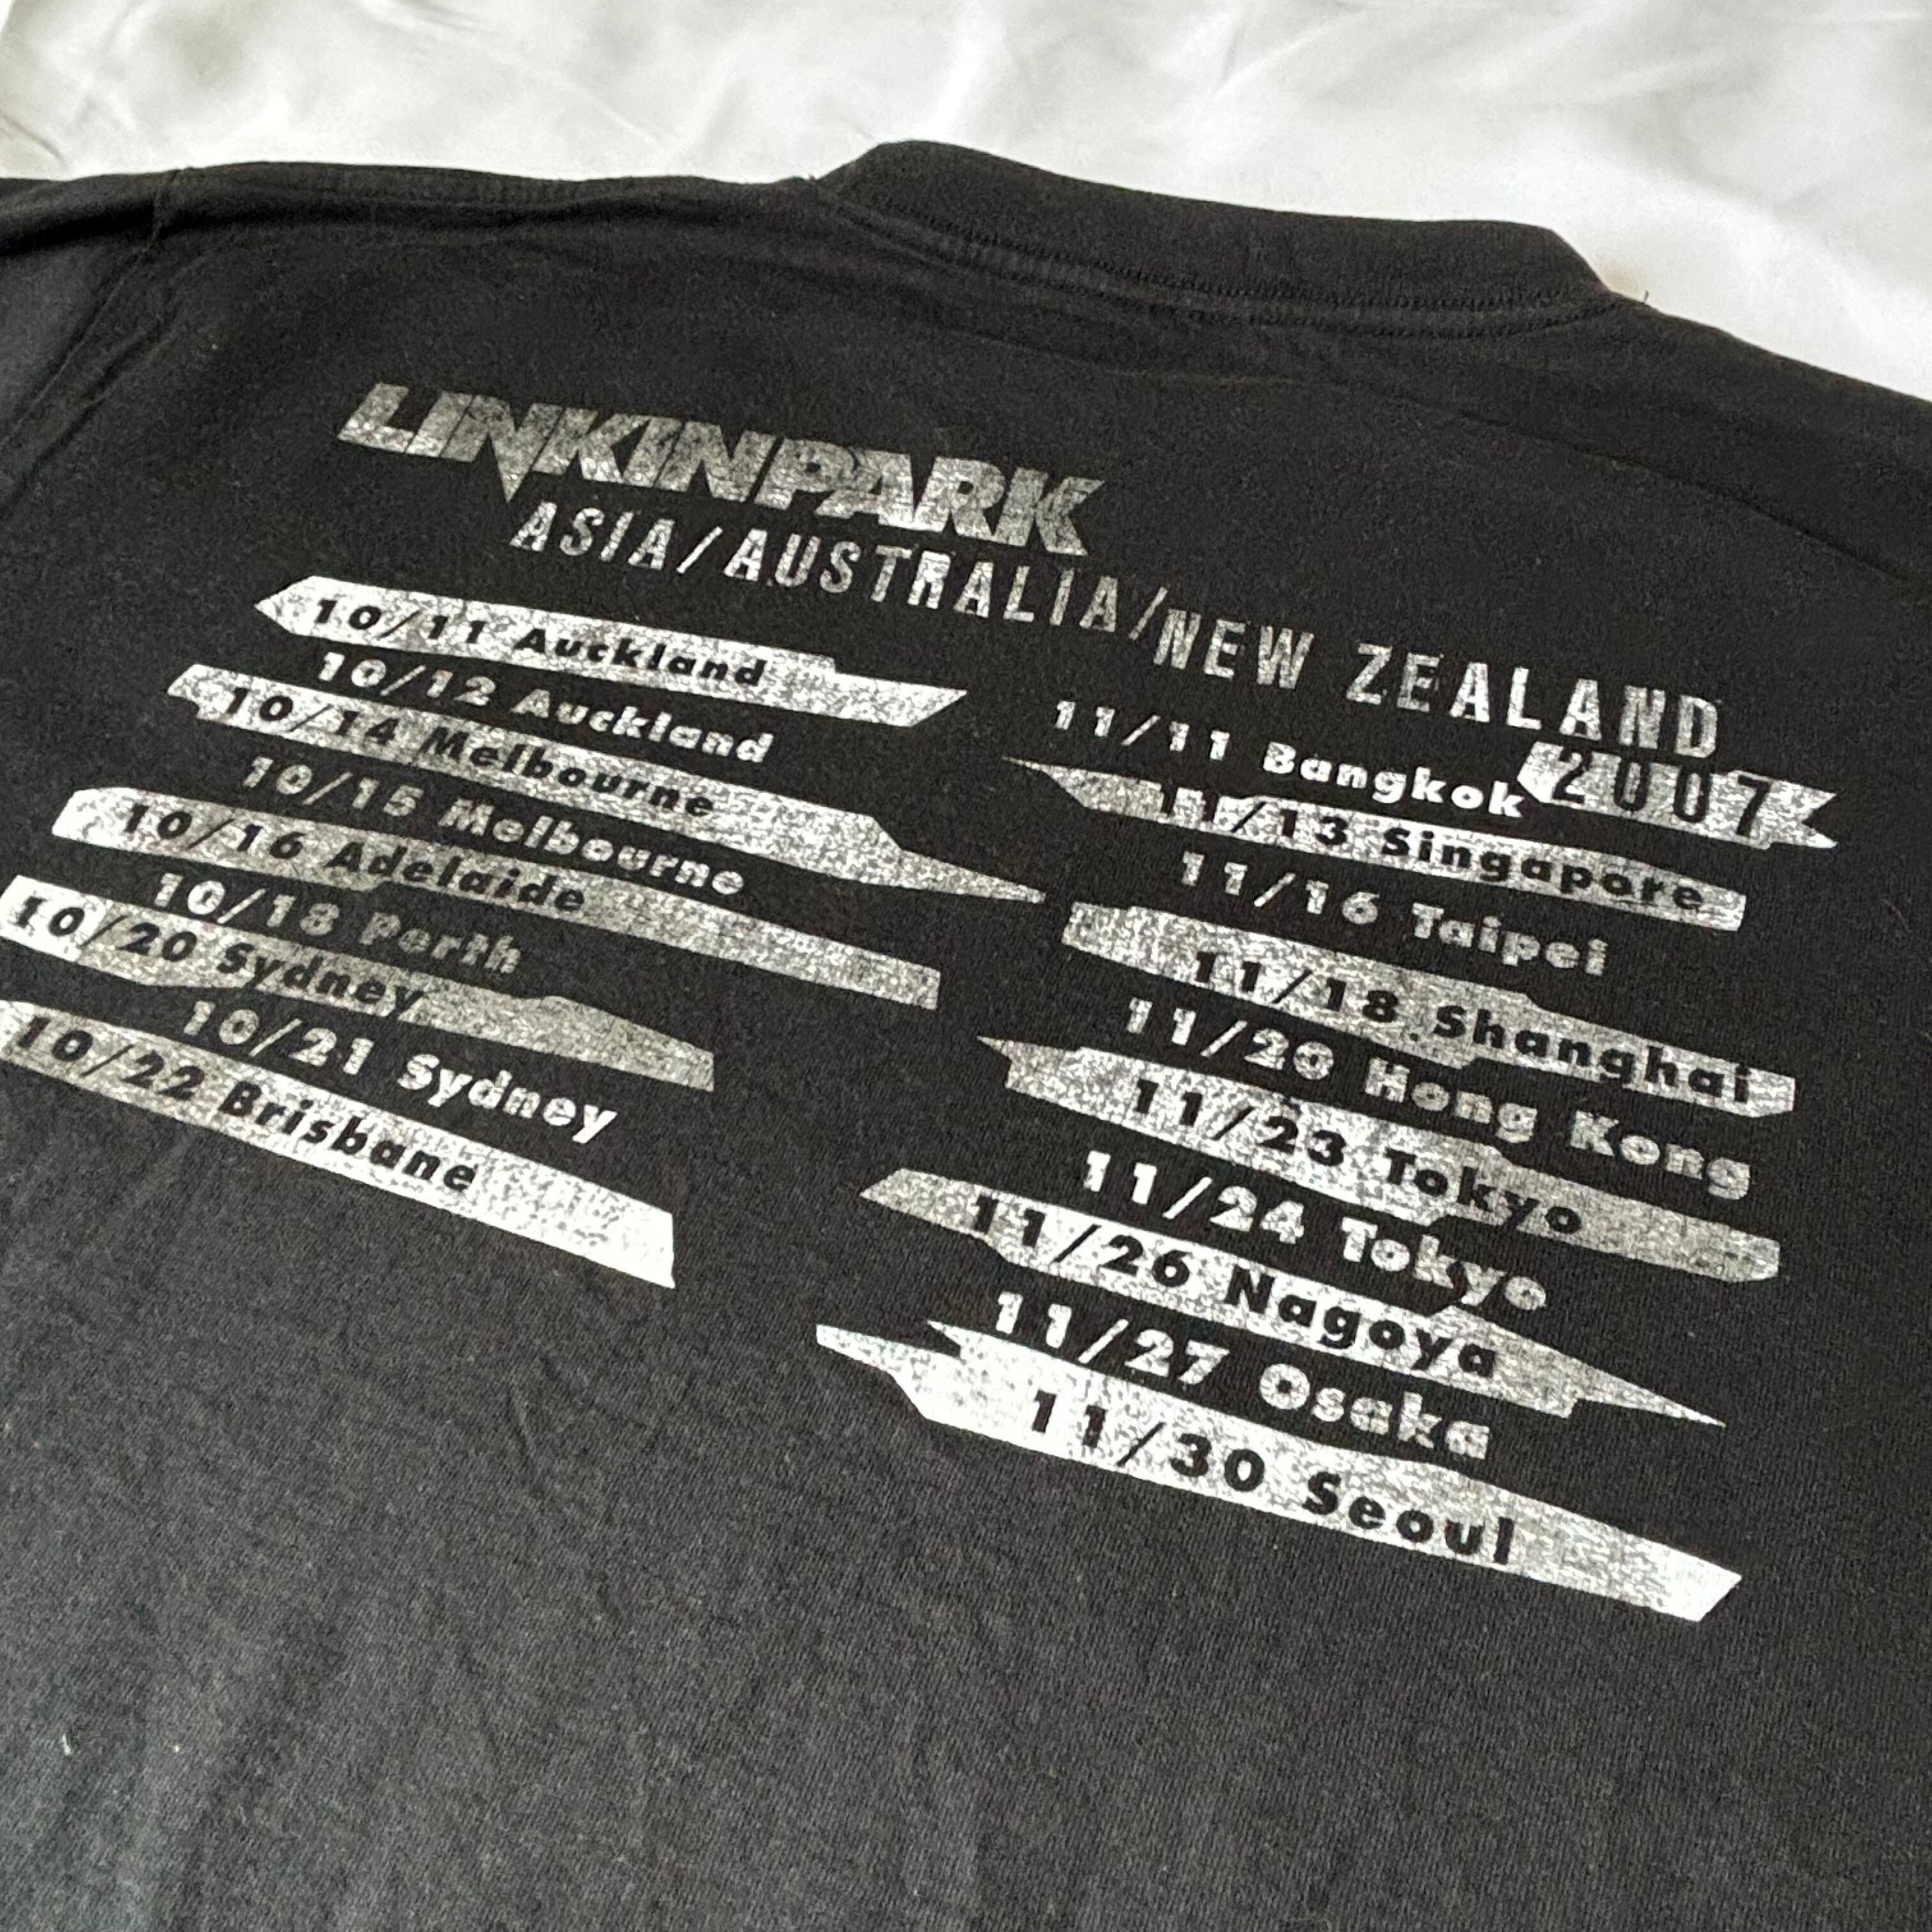 LINKIN PARK
ASIA/AUSTRALIA/NEW ZEALAND
2007
10/11 Auckland
10/12 Auckland
10/14 Melbourne
10/15 Melbourne
10/16 Adelaide
10/18 Perth
10/20 Sydney
10/21 Sydney
10/22 Brisbane
11/11 Bangkok
11/13 Singapore
11/16 Taipei
11/18 Shanghai
11/20 Hong Kong
11/23 Tokyo
11/24 Tokyo
11/26 Nagoya
11/27 Osaka
11/30 Seoul